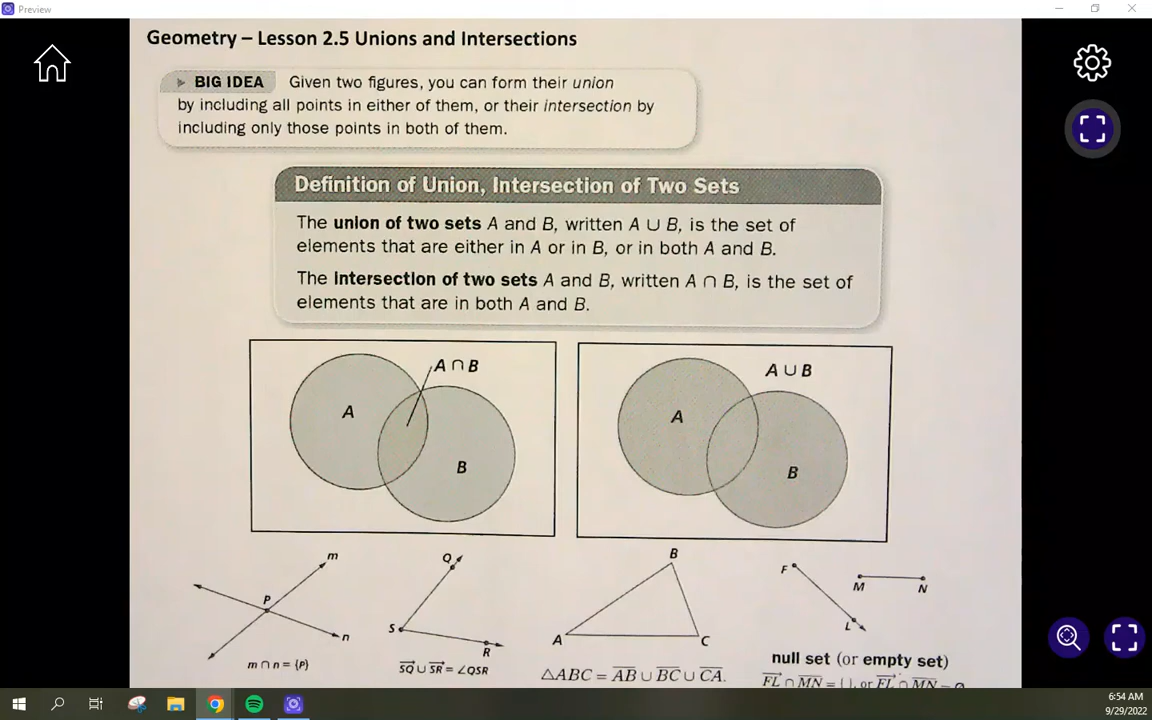 Preview
Geometry – Lesson 2.5 Unions and Intersections
BIG IDEA Given two figures, you can form their union
by including all points in either of them, or their intersection by
including only those points in both of them.
Definition of Union, Intersection of Two Sets
The union of two sets A and B, written A ∪ B, is the set of
elements that are either in A or in B, or in both A and B.
The intersection of two sets A and B, written A ∩ B, is the set of
elements that are in both A and B.
A ∩ B
A
B
A ∪ B
A
B
m
P
n
m ∩ n = {P}
Q
S
R
S͞Q⃗ ∪ S͞R⃗ = ∠QSR
B
A
C
△ABC = A͞B ∪ B͞C ∪ C͞A.
F
M
N
L
null set (or empty set)
FL ∩ MN = { }, or FL ∩ MN = ∅
6:54 AM
9/29/2022